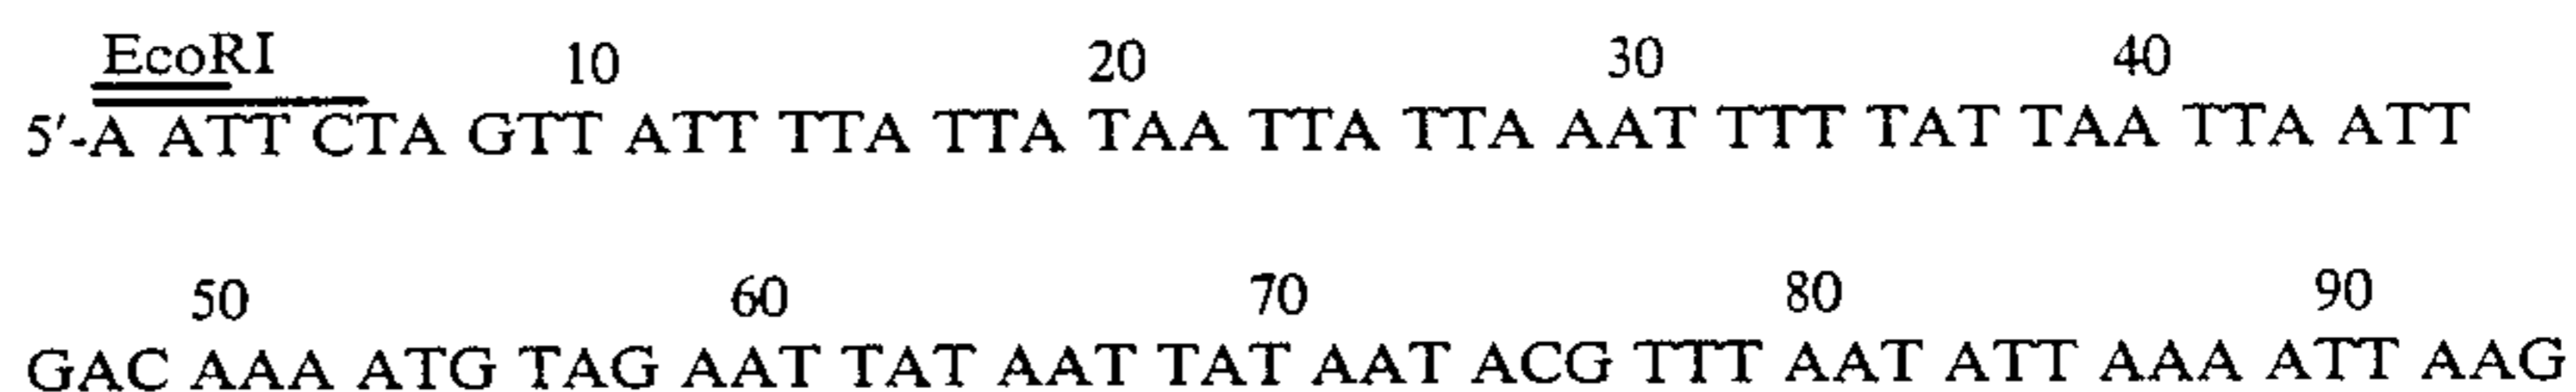 EcoRI 10 20 30 40
5'-A ATT CTA GTT ATT TTA TTA TAA TTA TTA AAT TTT TAT TAA TTA ATT
50 60 70 80 90
GAC AAA ATG TAG AAT TAT AAT TAT AAT ACG TTT AAT ATT AAA ATT AAG